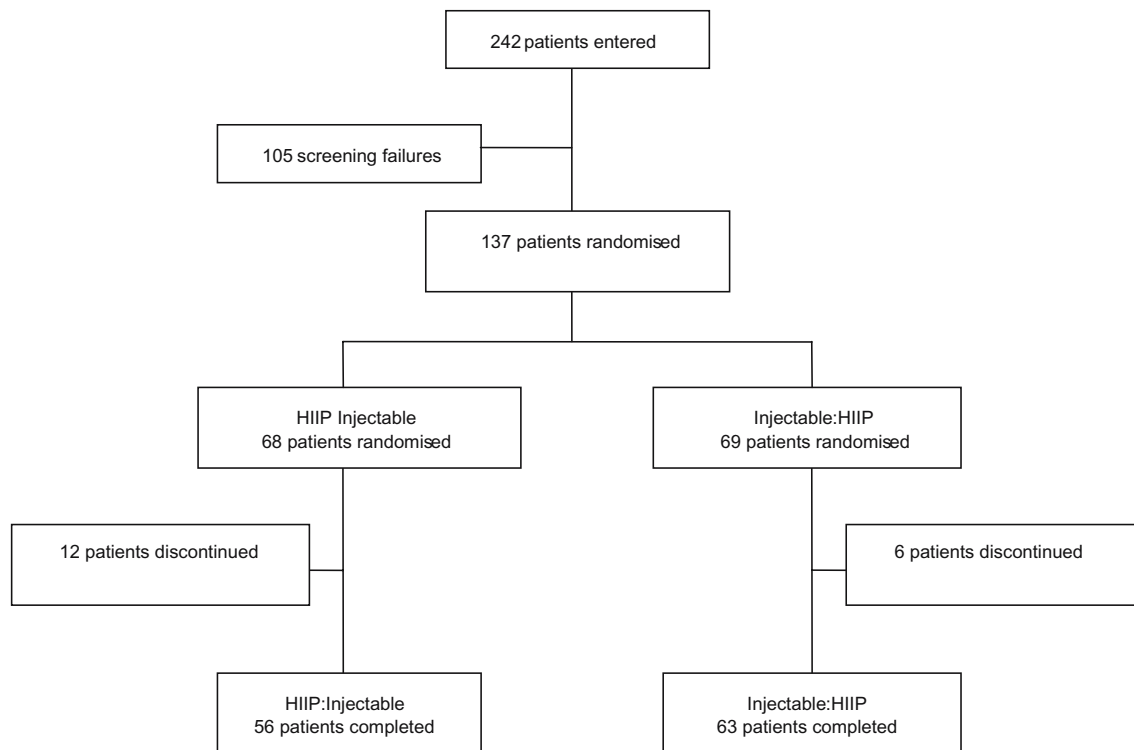 242 patients entered
105 screening failures
137 patients randomised
HIIP Injectable
68 patients randomised
Injectable:HIIP
69 patients randomised
12 patients discontinued
6 patients discontinued
HIIP:Injectable
56 patients completed
Injectable:HIIP
63 patients completed